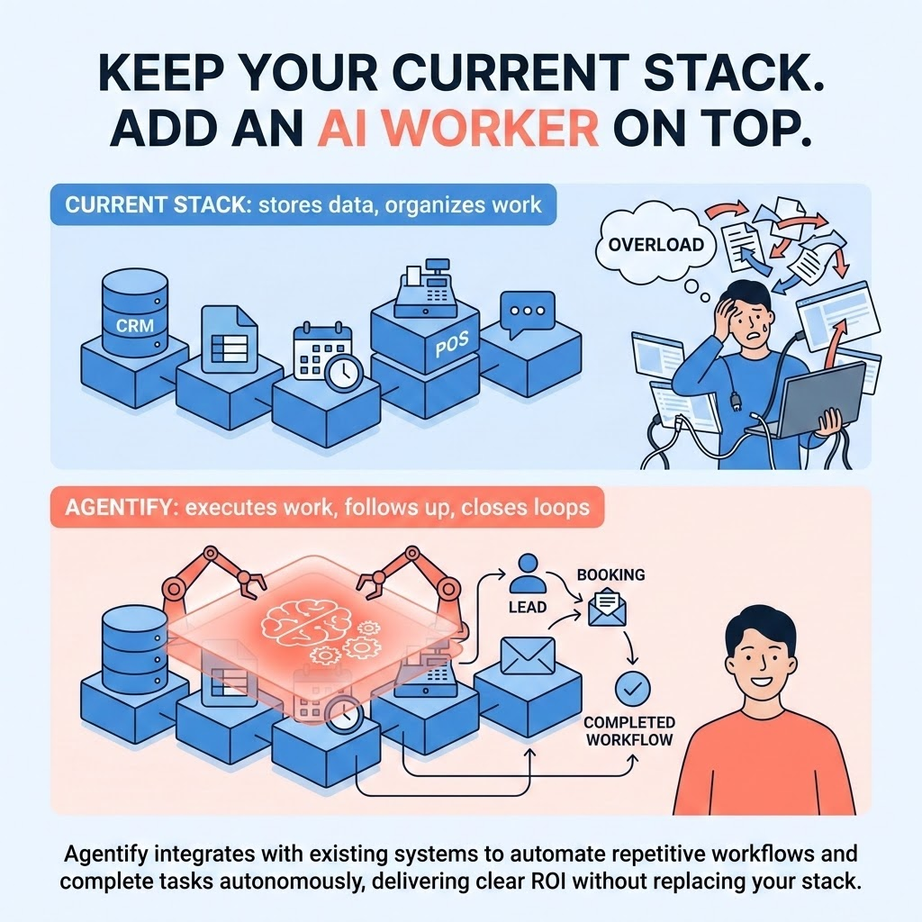 KEEP YOUR CURRENT STACK.
ADD AN AI WORKER ON TOP.
CURRENT STACK: stores data, organizes work
OVERLOAD
CRM
POS
AGENTIFY: executes work, follows up, closes loops
BOOKING
LEAD
COMPLETED
WORKFLOW
Agentify integrates with existing systems to automate repetitive workflows and
complete tasks autonomously, delivering clear ROI without replacing your stack.